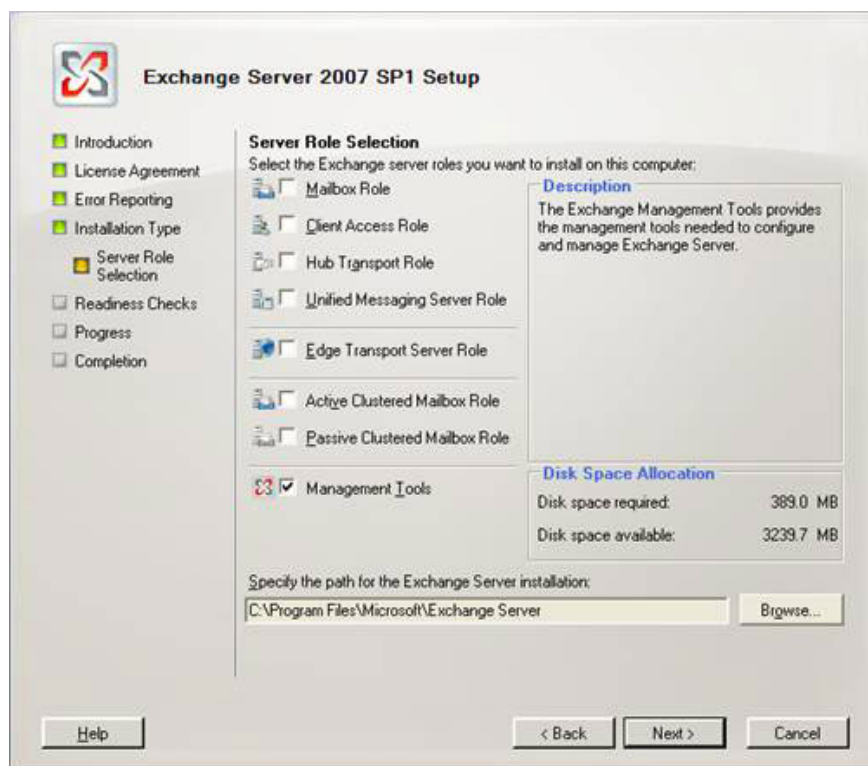 Exchange Server 2007 SP1 Setup
Introduction
License Agreement
Error Reporting
Installation Type
Server Role
Selection
Readiness Checks
Progress
Completion
Server Role Selection
Select the Exchange server roles you want to install on this computer:
Mailbox Role
Client Access Role
Hub Transport Role
Unified Messaging Server Role
Edge Transport Server Role
Active Clustered Mailbox Role
Passive Clustered Mailbox Role
Management Tools
Description
The Exchange Management Tools provides
the management tools needed to configure
and manage Exchange Server.
Disk Space Allocation
Disk space required: 389.0 MB
Disk space available: 3239.7 MB
Specify the path for the Exchange Server installation:
C:\Program Files\Microsoft\Exchange Server
Browse...
Help
< Back
Next >
Cancel